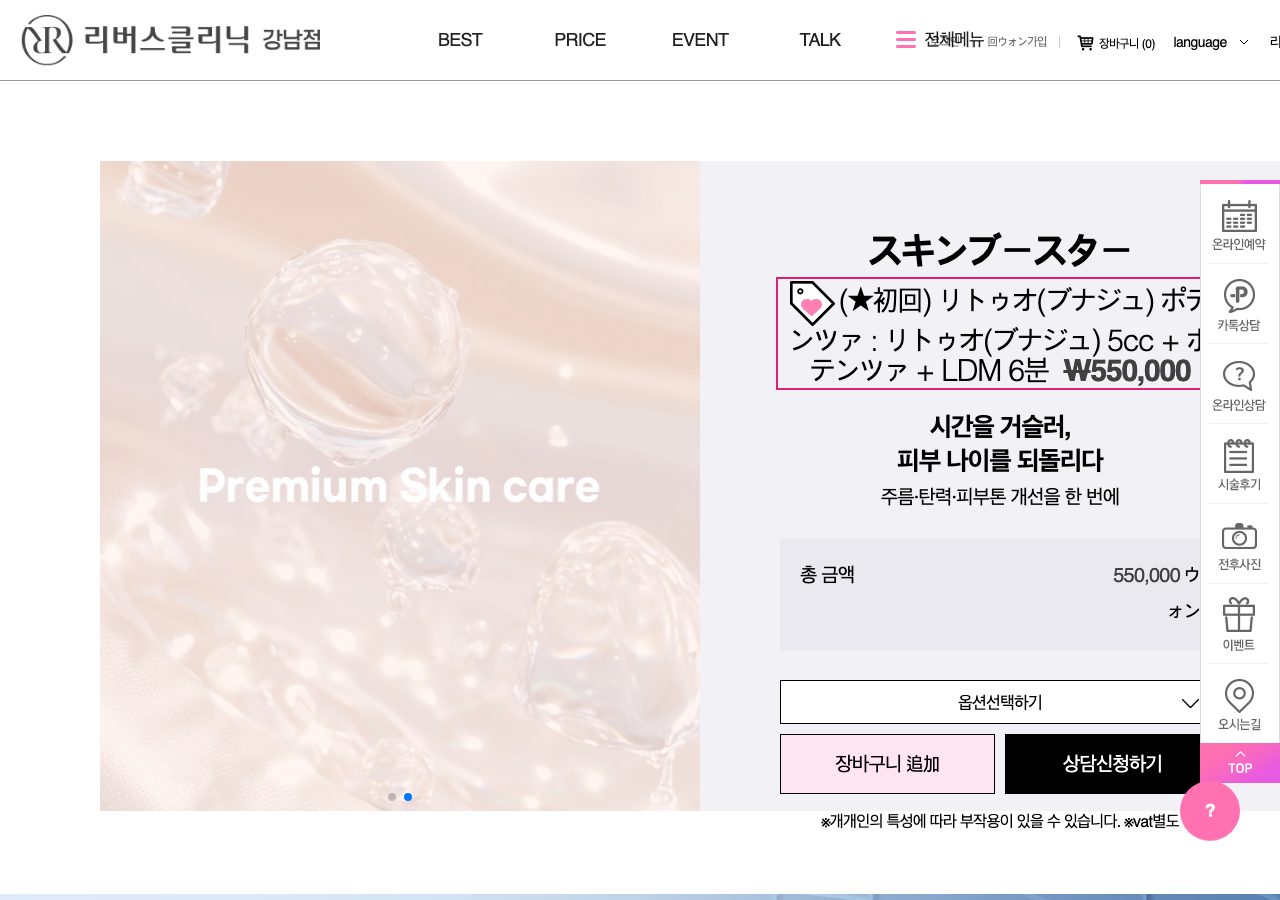 리버스클리닉 강남점
BEST
PRICE
EVENT
TALK
전체메뉴
回ウォン가입
장바구니 (0)
language
Premium Skin care
スキンブースター
(★初回) リトゥオ(ブナジュ) ポテ
ンツァ : リトゥオ(ブナジュ) 5cc + ポ
テンツァ + LDM 6분 ₩550,000
시간을 거슬러,
피부 나이를 되돌리다
주름·탄력·피부톤 개선을 한 번에
총 금액
550,000 ウ
ォン
옵션선택하기
장바구니 追加
상담신청하기
※개개인의 특성에 따라 부작용이 있을 수 있습니다. ※vat별도
온라인예약
카톡상담
온라인상담
시술후기
전후사진
이벤트
오시는길
TOP
?